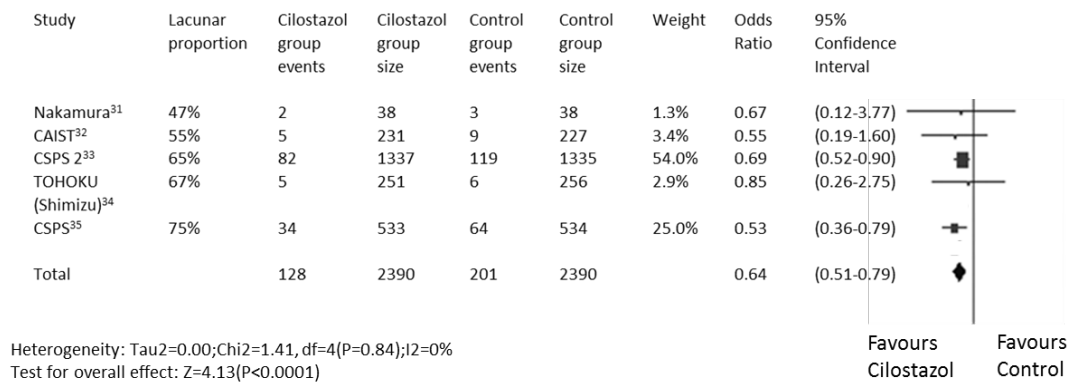 Study Lacunar proportion Cilostazol group events Cilostazol group size Control group events Control group size Weight Odds Ratio 95% Confidence Interval
Nakamura³¹ 47% 2 38 3 38 1.3% 0.67 (0.12-3.77)
CAIST³² 55% 5 231 9 227 3.4% 0.55 (0.19-1.60)
CSPS 2³³ 65% 82 1337 119 1335 54.0% 0.69 (0.52-0.90)
TOHOKU 67% 5 251 6 256 2.9% 0.85 (0.26-2.75)
(Shimizu)³⁴
CSPS³⁵ 75% 34 533 64 534 25.0% 0.53 (0.36-0.79)
Total 128 2390 201 2390 0.64 (0.51-0.79)
Heterogeneity: Tau2=0.00;Chi2=1.41, df=4(P=0.84);I2=0%
Test for overall effect: Z=4.13(P<0.0001)
Favours Cilostazol
Favours Control